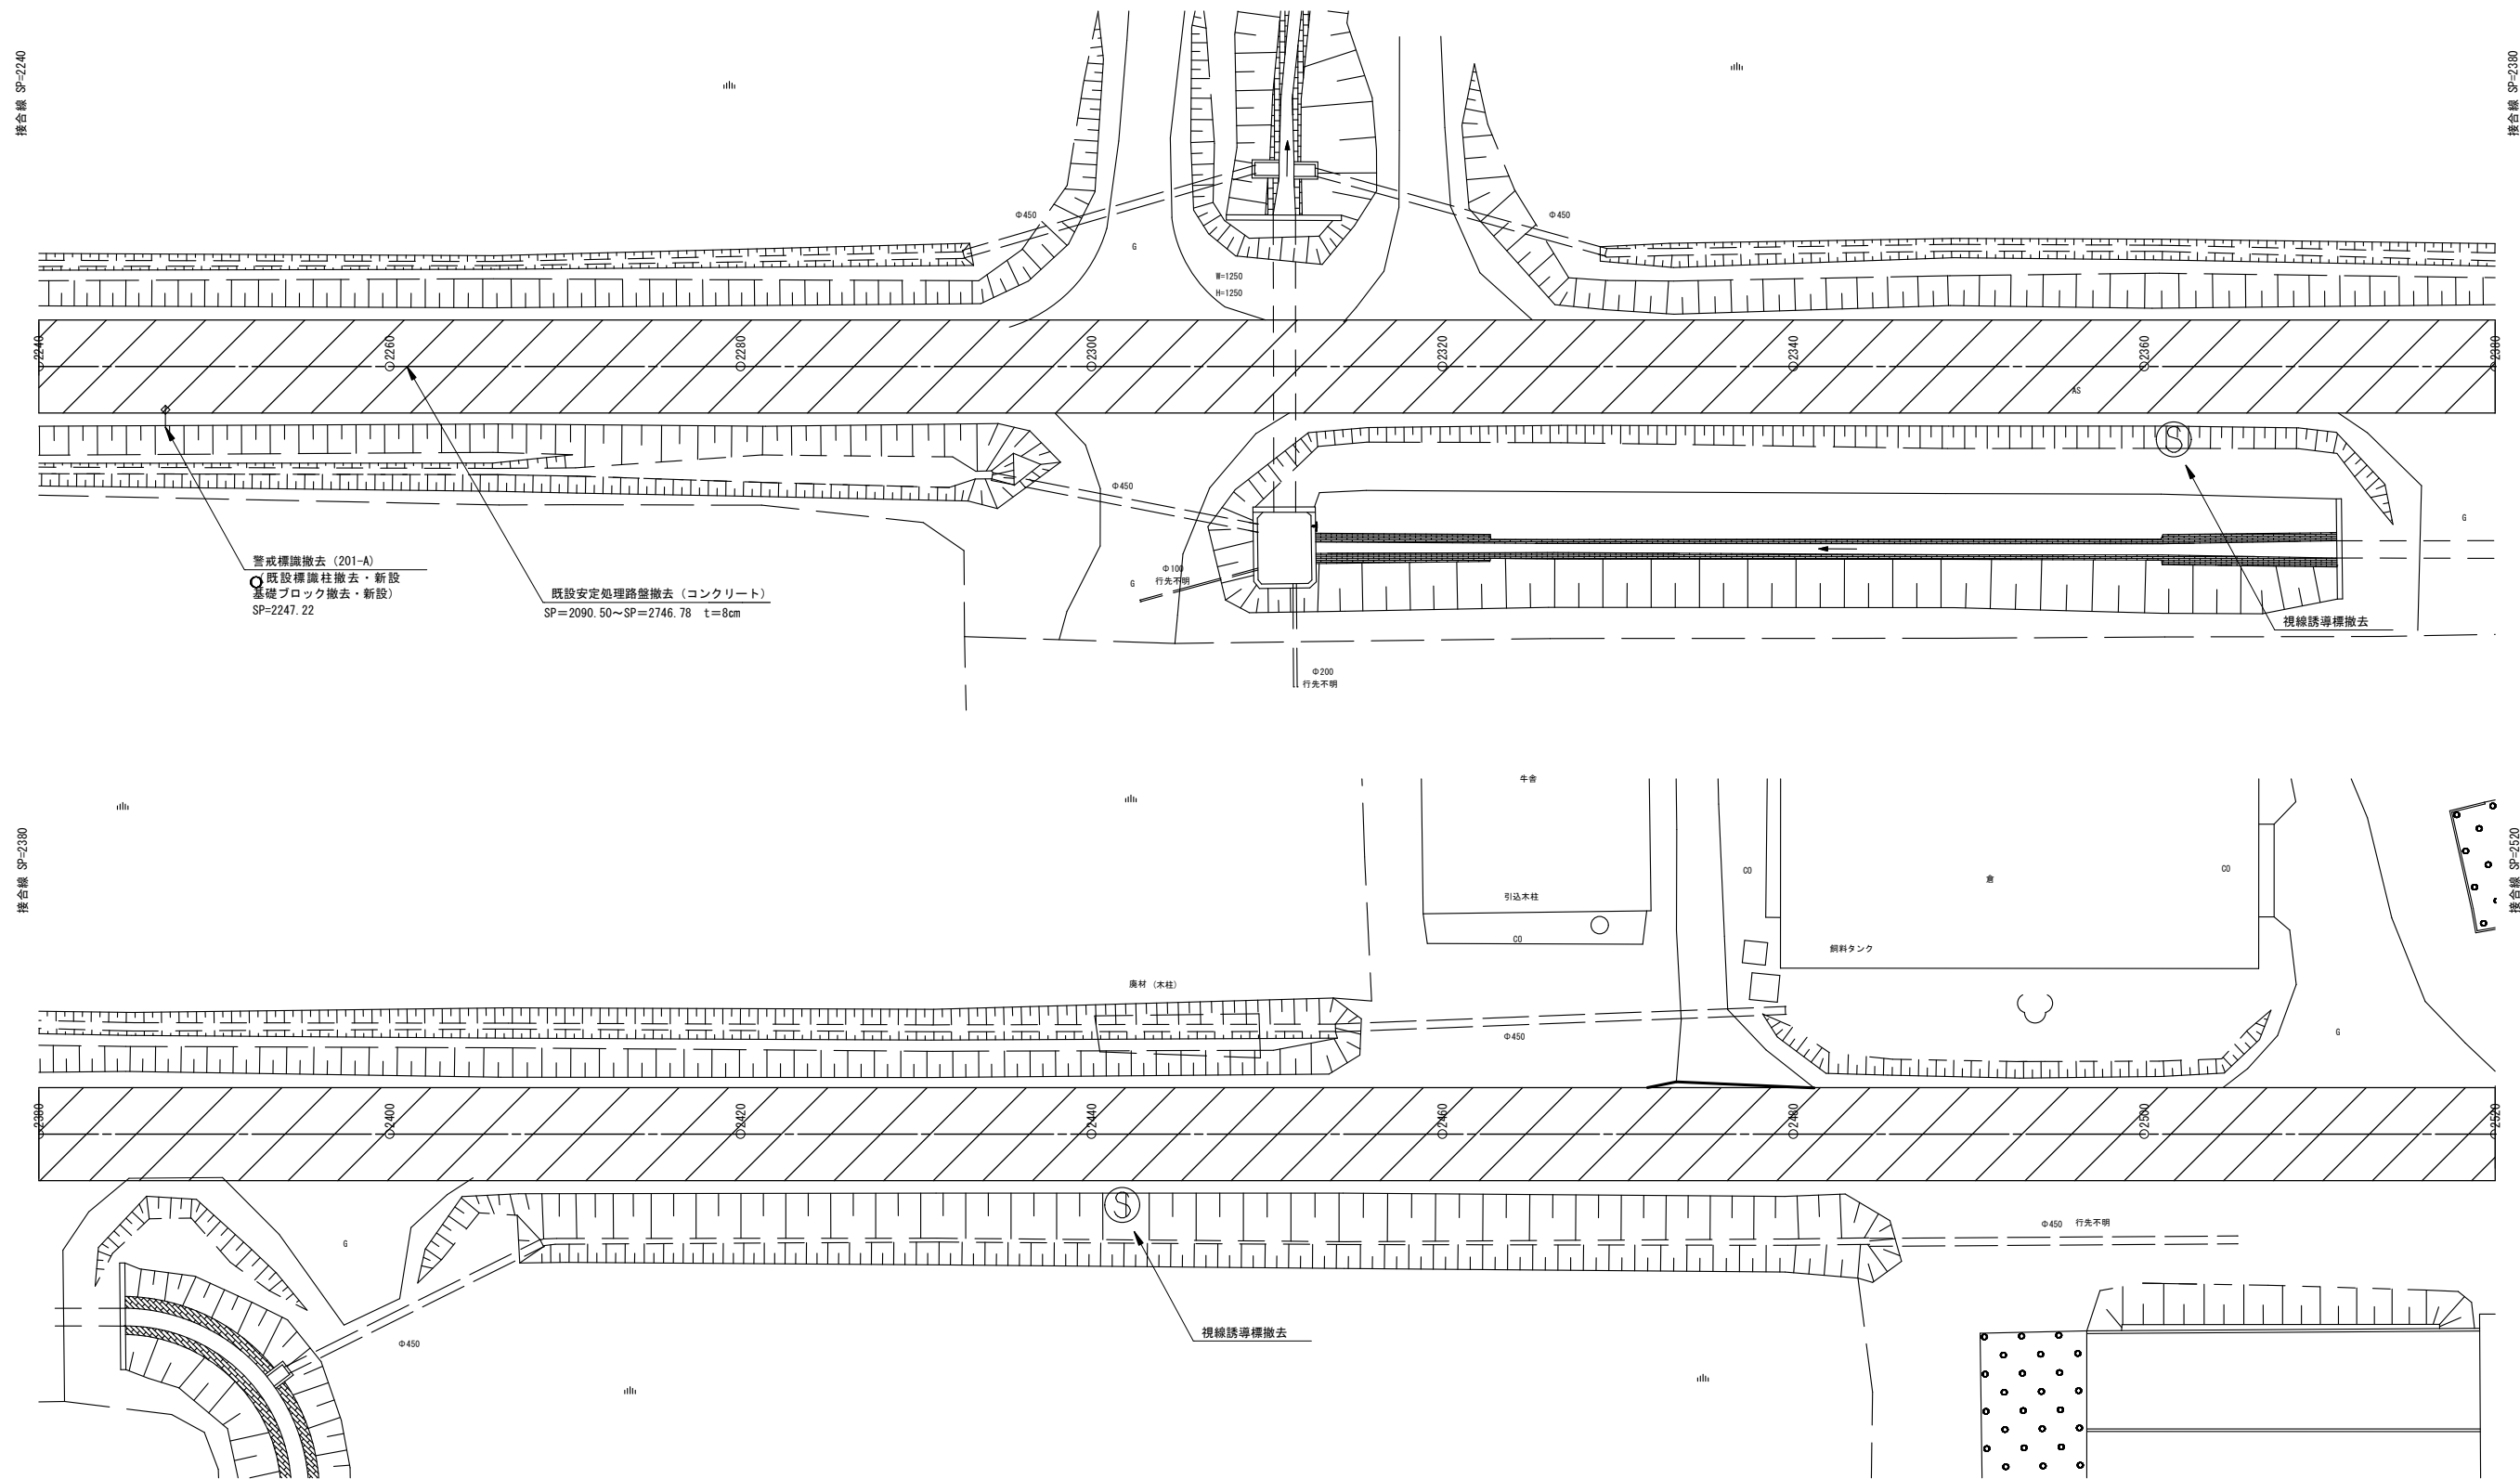 接合線 SP=2240
接合線 SP=2380
Φ450
Φ450
G
W=1250
H=1250
2240
2260
2280
2300
2320
2340
2360
2380
AS
Φ450
G
警戒標識撤去（201-A）
（既設標識柱撤去・新設
基礎ブロック撤去・新設）
SP=2247.22
既設安定処理路盤撤去（コンクリート）
SP＝2090.50～SP＝2746.78　t＝8cm
Φ100
行先不明
G
視線誘導標撤去
Φ200
行先不明
牛舎
接合線 SP=2380
接合線 SP=2520
CO
倉
CO
引込木柱
CO
飼料タンク
廃材（木柱）
Φ450
G
2380
2400
2420
2440
2460
2480
2500
2520
Φ450　行先不明
G
視線誘導標撤去
Φ450